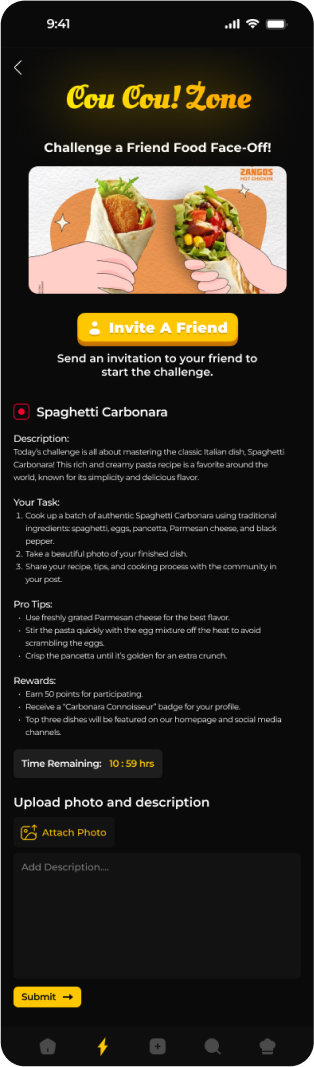 9:41
Cou Cou! Zone
Challenge a Friend Food Face-Off!
ZANGOS
HOT CHICKEN
Invite A Friend
Send an invitation to your friend to
start the challenge.
Spaghetti Carbonara
Description:
Today's challenge is all about mastering the classic Italian dish, Spaghetti
Carbonara! This rich and creamy pasta recipe is a favorite around the
world, known for its simplicity and delicious flavor.
Your Task:
1. Cook up a batch of authentic Spaghetti Carbonara using traditional
ingredients: spaghetti, eggs, pancetta, Parmesan cheese, and black
pepper.
2. Take a beautiful photo of your finished dish.
3. Share your recipe, tips, and cooking process with the community in
your post.
Pro Tips:
• Use freshly grated Parmesan cheese for the best flavor.
• Stir the pasta quickly with the egg mixture off the heat to avoid
scrambling the eggs.
• Crisp the pancetta until it's golden for an extra crunch.
Rewards:
• Earn 50 points for participating.
• Receive a "Carbonara Connoisseur" badge for your profile.
• Top three dishes will be featured on our homepage and social media
channels.
Time Remaining: 10 : 59 hrs
Upload photo and description
Attach Photo
Add Description....
Submit →